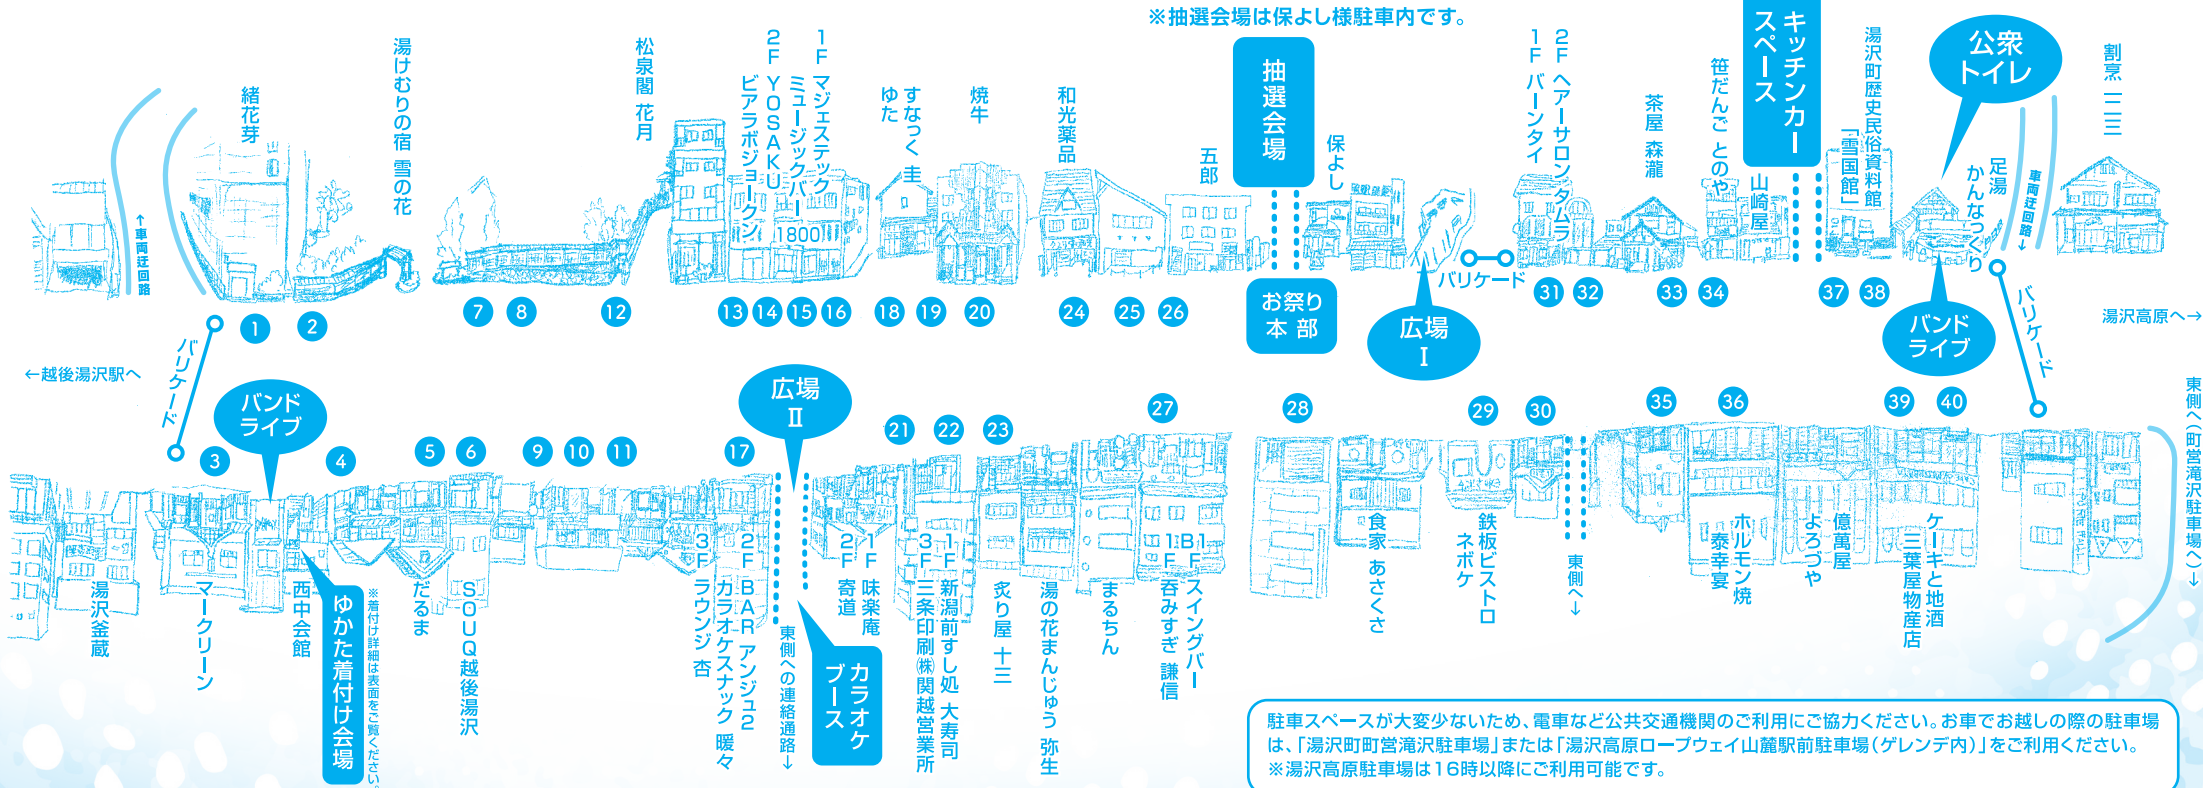 ※抽選会場は保よし様駐車内です。
緒花芽
湯けむりの宿 雪の花
松泉閣 花月
1F マジェスティック
ミュージックバー
2F YOSAKU
ビアラボジョークン
1800
すなっく 圭
ゆた
焼牛
和光薬品
五郎
抽選会場
保よし
2F ヘアーサロンタムラ
1F バーンタイ
茶屋 森瀧
笹だんご とのや
山崎屋
キッチンカー
スペース
湯沢町歴史民俗資料館
「雪国館」
公衆
トイレ
足湯
かんなっくり
車両迂回路→
割烹 一二三
←車両迂回路
1
2
7
8
12
13
14
15
16
18
19
20
24
25
26
お祭り
本部
広場
Ⅰ
バリケード
31
32
33
34
37
38
バンド
ライブ
バリケード
湯沢高原へ→
←越後湯沢駅へ
バリケード
バンド
ライブ
広場
Ⅱ
3
4
5
6
9
10
11
17
21
22
23
27
28
29
30
35
36
39
40
東側へ(町営滝沢駐車場へ)→
湯沢釜蔵
マークリーン
西中会館
ゆかた着付け会場
※着付け詳細は表面をご覧ください。
だるま
SOUQ越後湯沢
2F BAR アンジュ2
カラオケスナック 暖々
3F ラウンジ 杏
東側への連絡通路→
カラオケ
ブース
1F 味楽庵
2F 寄道
1F 新潟前すし処 大寿司
3F 三条印刷㈱関越営業所
炙り屋 十三
湯の花まんじゅう 弥生
まるちん
1F スイングバー
B1F 呑みすぎ 謙信
食家 あさくさ
鉄板ビストロ
ネボケ
東側へ→
ホルモン焼
泰幸宴
億萬屋
よろづや
ケーキと地酒
三葉屋物産店
駐車スペースが大変少ないため、電車など公共交通機関のご利用にご協力ください。お車でお越しの際の駐車場
は、「湯沢町町営滝沢駐車場」または「湯沢高原ロープウェイ山麓駅前駐車場（ゲレンデ内）」をご利用ください。
※湯沢高原駐車場は16時以降にご利用可能です。